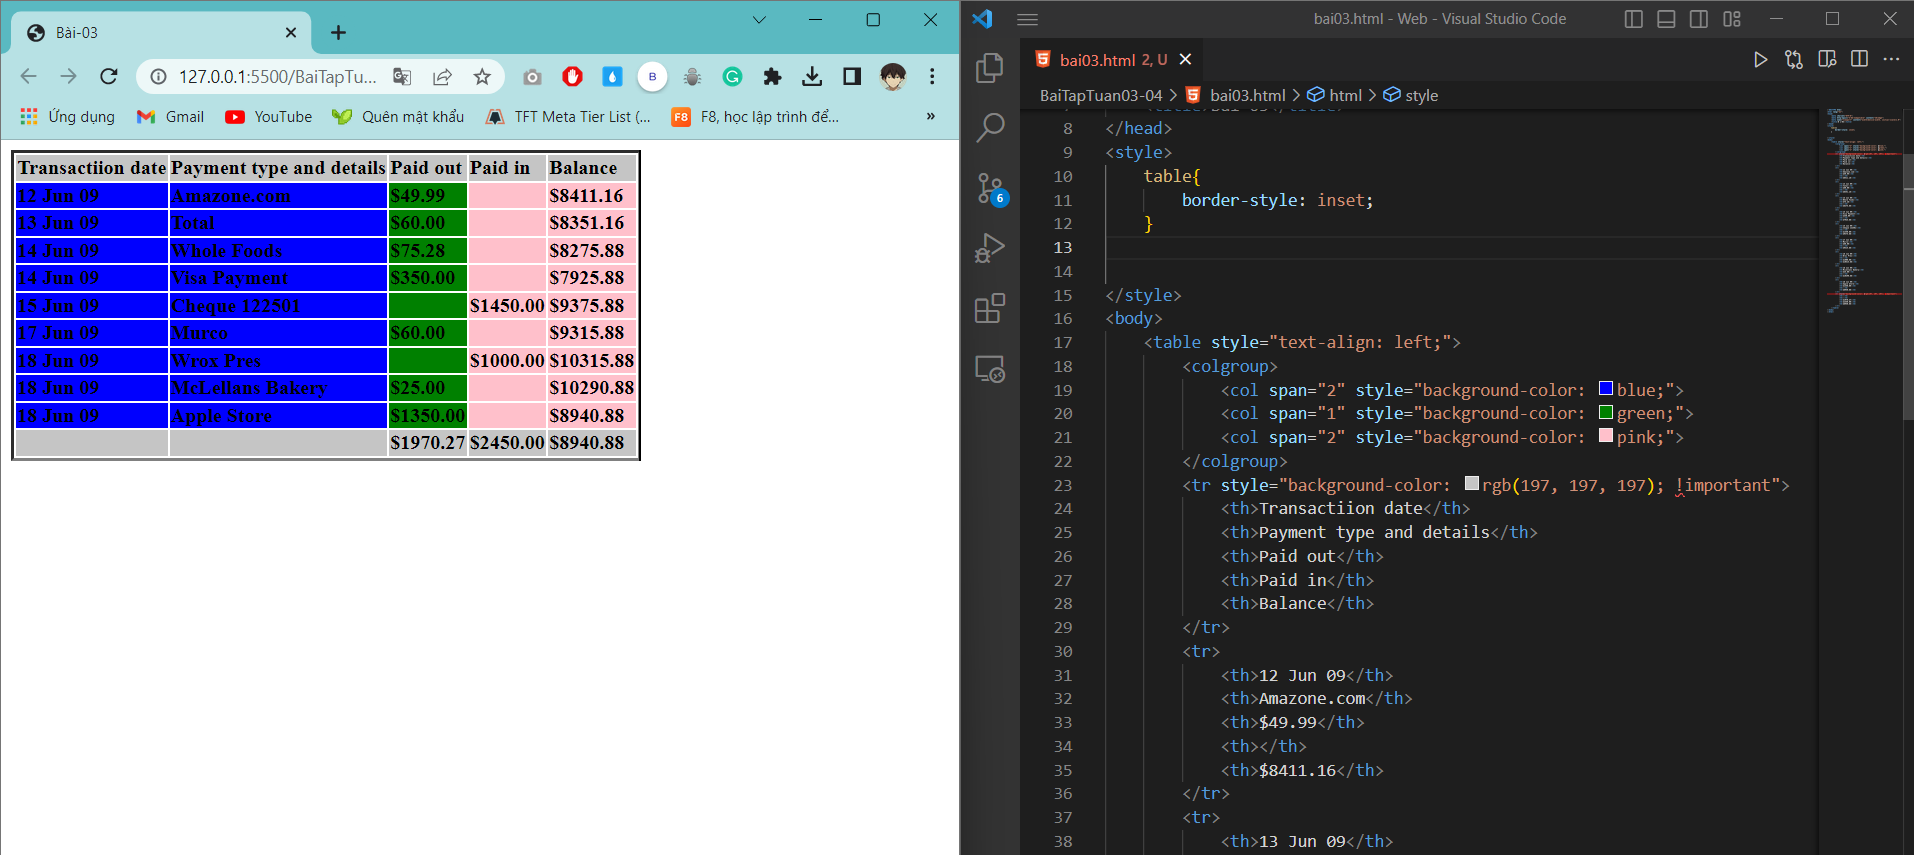 Bài-03
127.0.0.1:5500/BaiTapTu...
B
Ứng dụng
Gmail
YouTube
Quên mật khẩu
TFT Meta Tier List (...
F8
F8, học lập trình để...
»
Transactiion date Payment type and details Paid out Paid in Balance
12 Jun 09 Amazone.com $49.99 $8411.16
13 Jun 09 Total $60.00 $8351.16
14 Jun 09 Whole Foods $75.28 $8275.88
14 Jun 09 Visa Payment $350.00 $7925.88
15 Jun 09 Cheque 122501 $1450.00 $9375.88
17 Jun 09 Murco $60.00 $9315.88
18 Jun 09 Wrox Pres $1000.00 $10315.88
18 Jun 09 McLellans Bakery $25.00 $10290.88
18 Jun 09 Apple Store $1350.00 $8940.88
$1970.27 $2450.00 $8940.88
bai03.html - Web - Visual Studio Code
bai03.html 2, U
BaiTapTuan03-04 > bai03.html > html > style
6
8 </head>
9 <style>
10 table{
11 border-style: inset;
12 }
13
14
15 </style>
16 <body>
17 <table style="text-align: left;">
18 <colgroup>
19 <col span="2" style="background-color: blue;">
20 <col span="1" style="background-color: green;">
21 <col span="2" style="background-color: pink;">
22 </colgroup>
23 <tr style="background-color: rgb(197, 197, 197); !important">
24 <th>Transactiion date</th>
25 <th>Payment type and details</th>
26 <th>Paid out</th>
27 <th>Paid in</th>
28 <th>Balance</th>
29 </tr>
30 <tr>
31 <th>12 Jun 09</th>
32 <th>Amazone.com</th>
33 <th>$49.99</th>
34 <th></th>
35 <th>$8411.16</th>
36 </tr>
37 <tr>
38 <th>13 Jun 09</th>